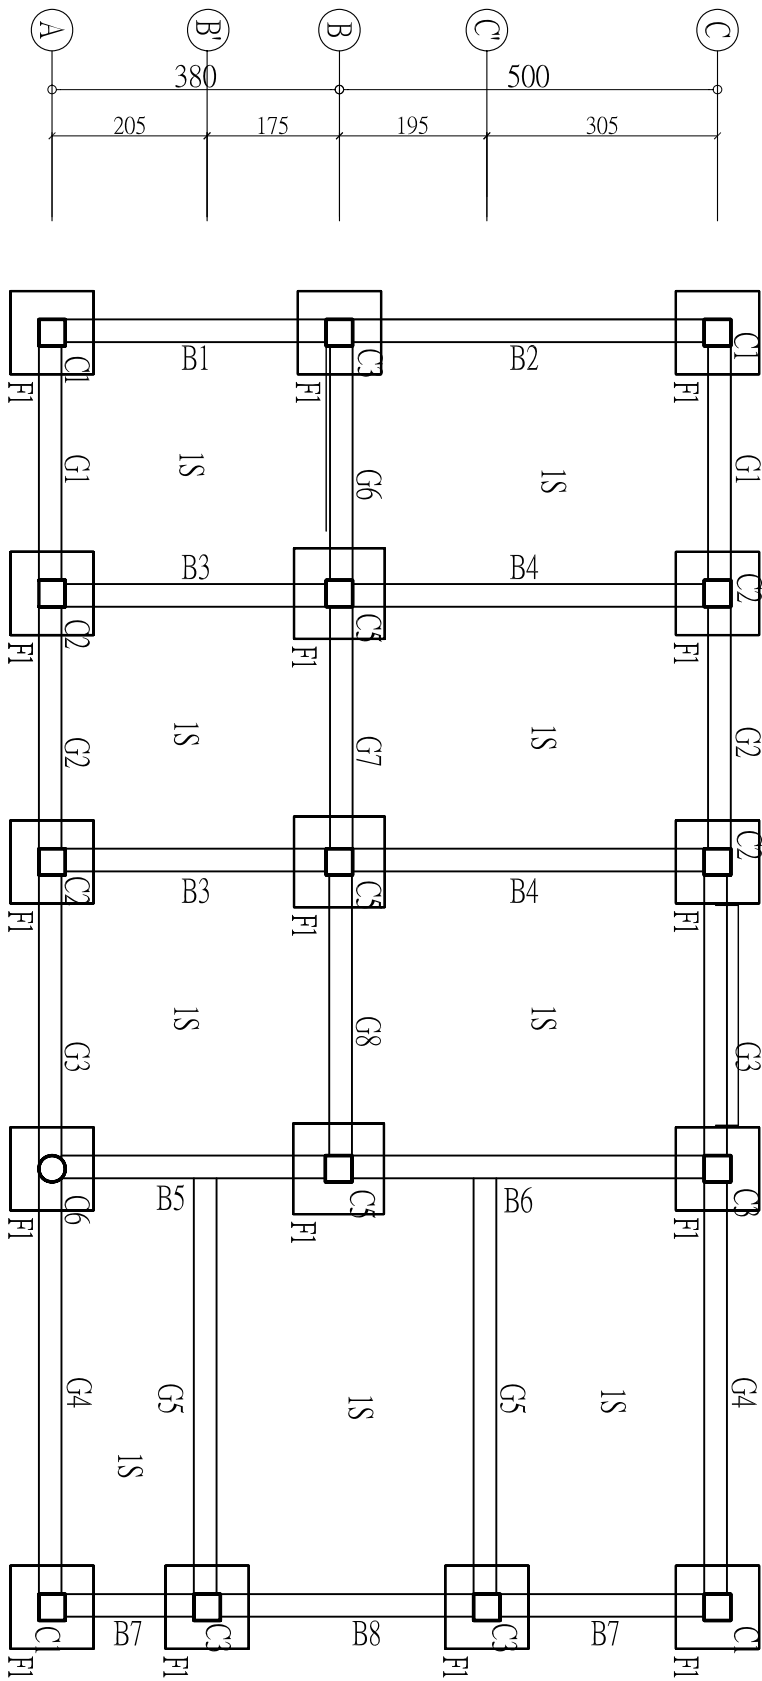 A B' B C' C
380 500
205 175 195 305
C1 B1 C3 B2 C1
F1 F1 F1
G1 1S G6 1S G1
B3 B4
C2 C5 C2
F1 F1 F1
G2 1S G7 1S G2
C2 B3 C5 B4 C2
F1 F1 F1
G3 1S G8 1S G3
C6 B5 C5 B6 C3
F1 F1 F1
G4 G5 1S G5 1S G4
1S
C1 B7 C3 B8 C3 B7 C1
F1 F1 F1 F1